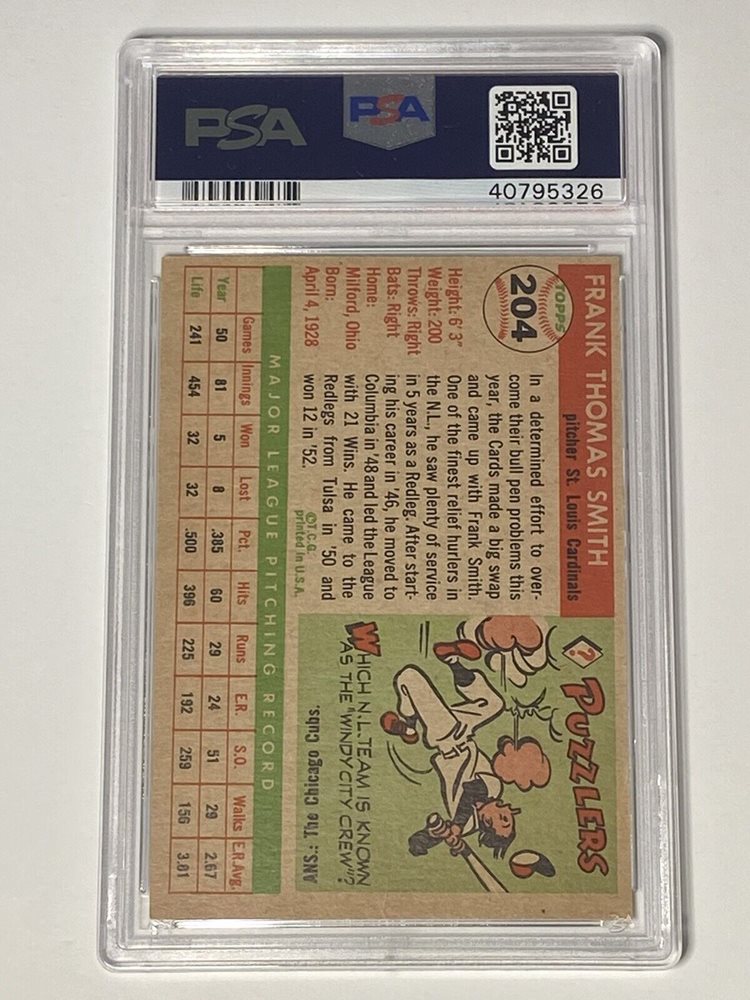 PSA
PSA
40795326
FRANK THOMAS SMITH
pitcher St. Louis Cardinals
TOPPS
204
Height: 6' 3"
Weight: 200
Throws: Right
Bats: Right
Home:
Milford, Ohio
Born:
April 4, 1928
In a determined effort to over-
come their bull pen problems this
year, the Cards made a big swap
and came up with Frank Smith.
One of the finest relief hurlers in
the N.L., he saw plenty of service
in 5 years as a Redleg. After start-
ing his career in '46, he moved to
Columbia in '48 and led the League
with 21 Wins. He came to the
Redlegs from Tulsa in '50 and
won 12 in '52.
©T.C.G.
printed in U.S.A.
?
PUZZLERS
WHICH N.L. TEAM IS KNOWN
AS THE "WINDY CITY CREW"?
ANS.: The Chicago Cubs.
MAJOR LEAGUE PITCHING RECORD
Games Innings Won Lost Pct. Hits Runs E.R. S.O. Walks E.R.Avg.
Year 50 81 5 8 .385 60 29 24 51 29 2.67
Life 241 454 32 32 .500 396 225 192 259 156 3.81